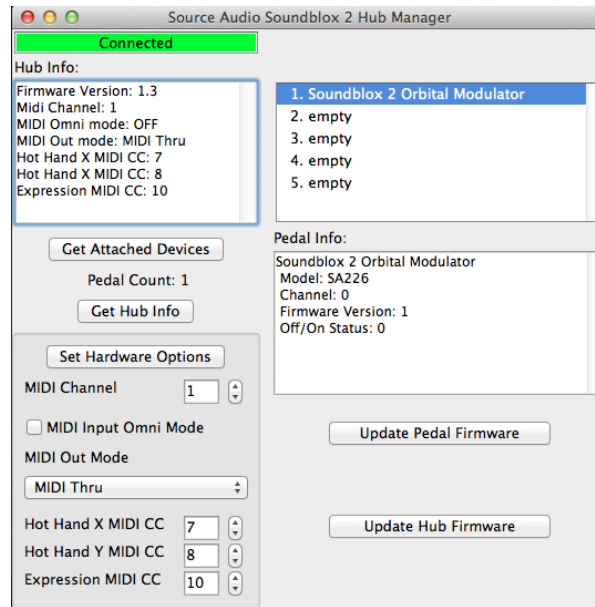 Source Audio Soundblox 2 Hub Manager
Connected
Hub Info:
Firmware Version: 1.3
Midi Channel: 1
MIDI Omni mode: OFF
MIDI Out mode: MIDI Thru
Hot Hand X MIDI CC: 7
Hot Hand X MIDI CC: 8
Expression MIDI CC: 10
1. Soundblox 2 Orbital Modulator
2. empty
3. empty
4. empty
5. empty
Get Attached Devices
Pedal Count: 1
Get Hub Info
Pedal Info:
Soundblox 2 Orbital Modulator
Model: SA226
Channel: 0
Firmware Version: 1
Off/On Status: 0
Set Hardware Options
MIDI Channel 1
MIDI Input Omni Mode
MIDI Out Mode
MIDI Thru
Hot Hand X MIDI CC 7
Hot Hand Y MIDI CC 8
Expression MIDI CC 10
Update Pedal Firmware
Update Hub Firmware